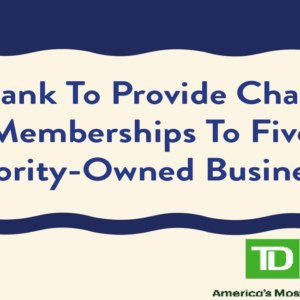 ank To Provide Cha
Memberships To Five
ority-Owned Busine
TD
America's Mos